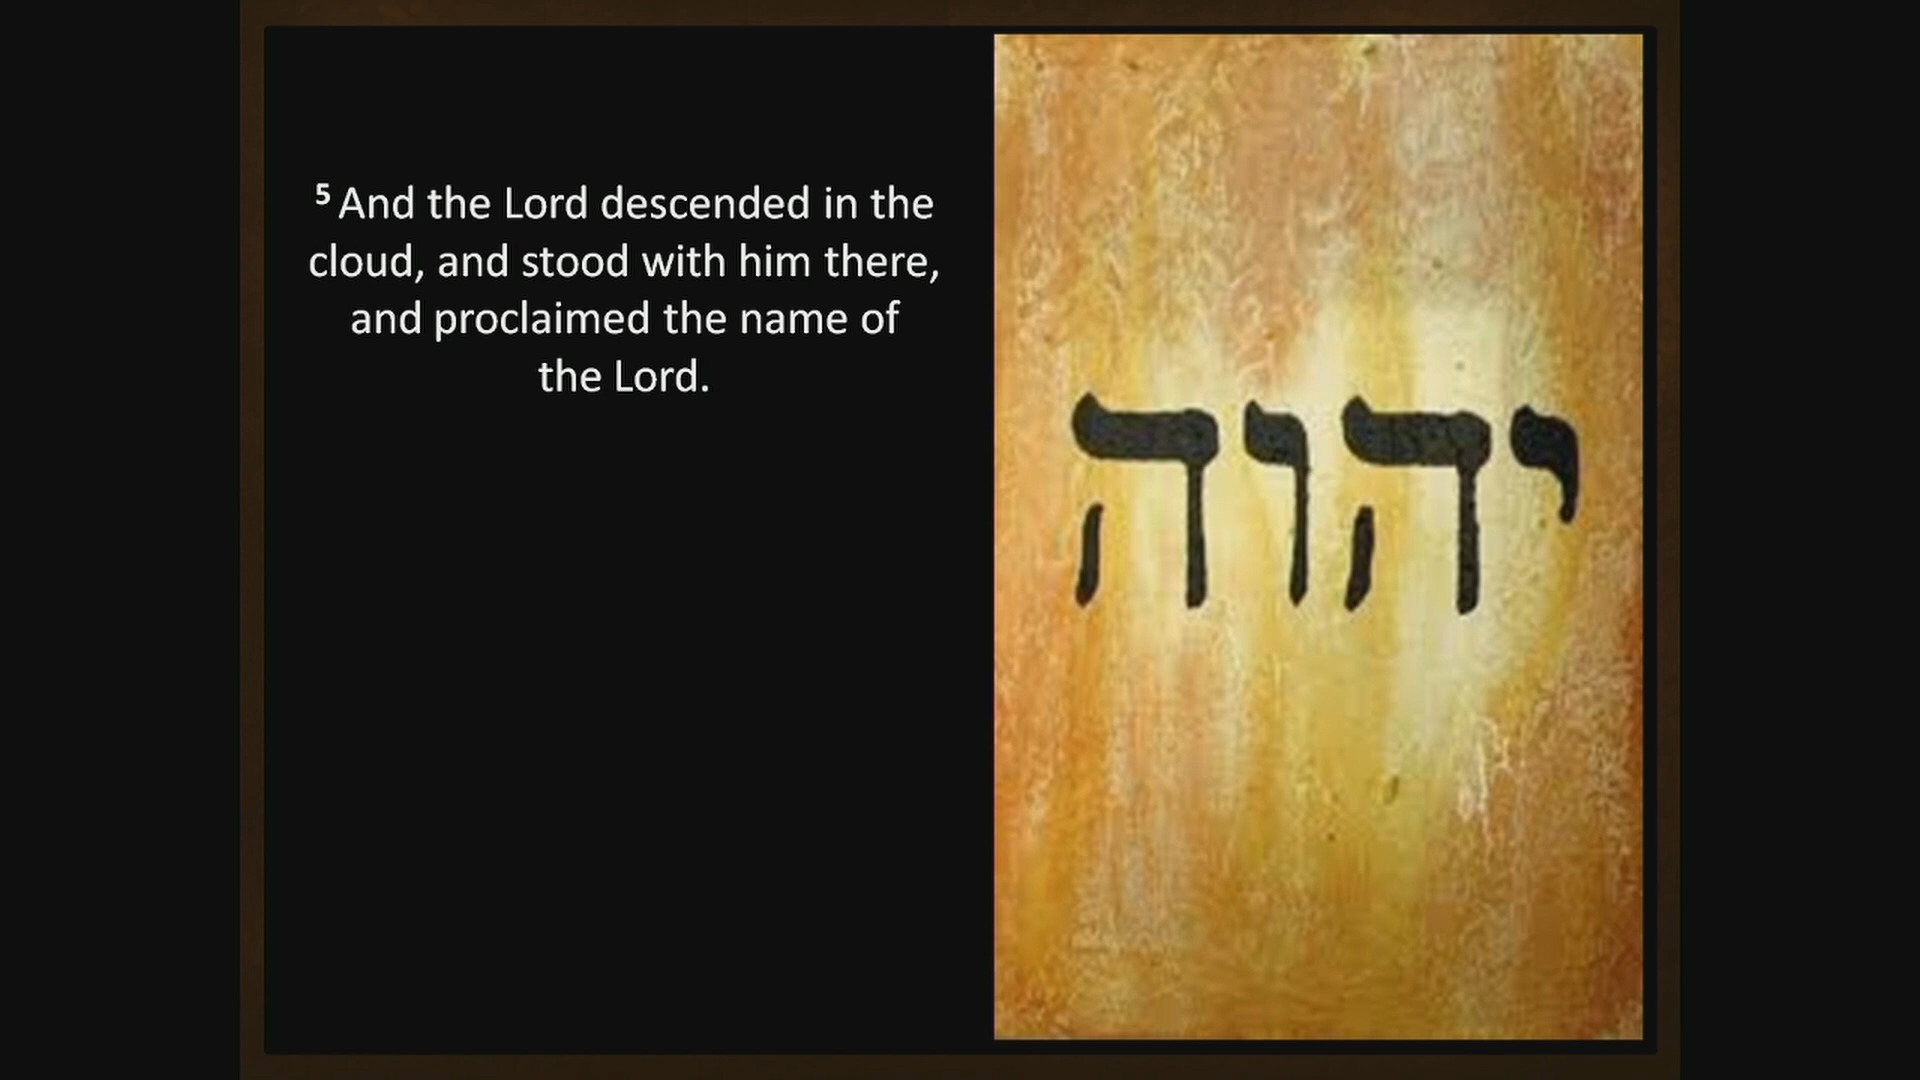 ⁵ And the Lord descended in the
cloud, and stood with him there,
and proclaimed the name of
the Lord.
יהוה